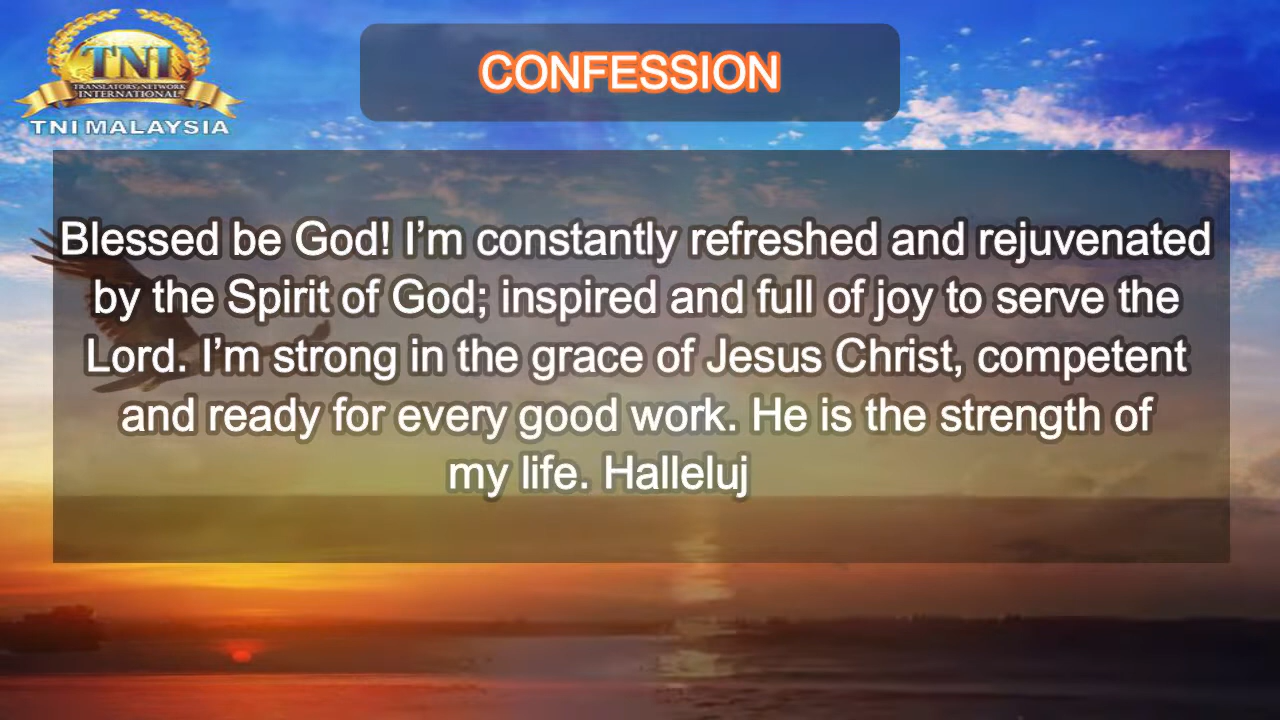 TNI
TRANSLATORS NETWORK
INTERNATIONAL
TNI MALAYSIA
CONFESSION
Blessed be God! I’m constantly refreshed and rejuvenated
by the Spirit of God; inspired and full of joy to serve the
Lord. I’m strong in the grace of Jesus Christ, competent
and ready for every good work. He is the strength of
my life. Halleluj